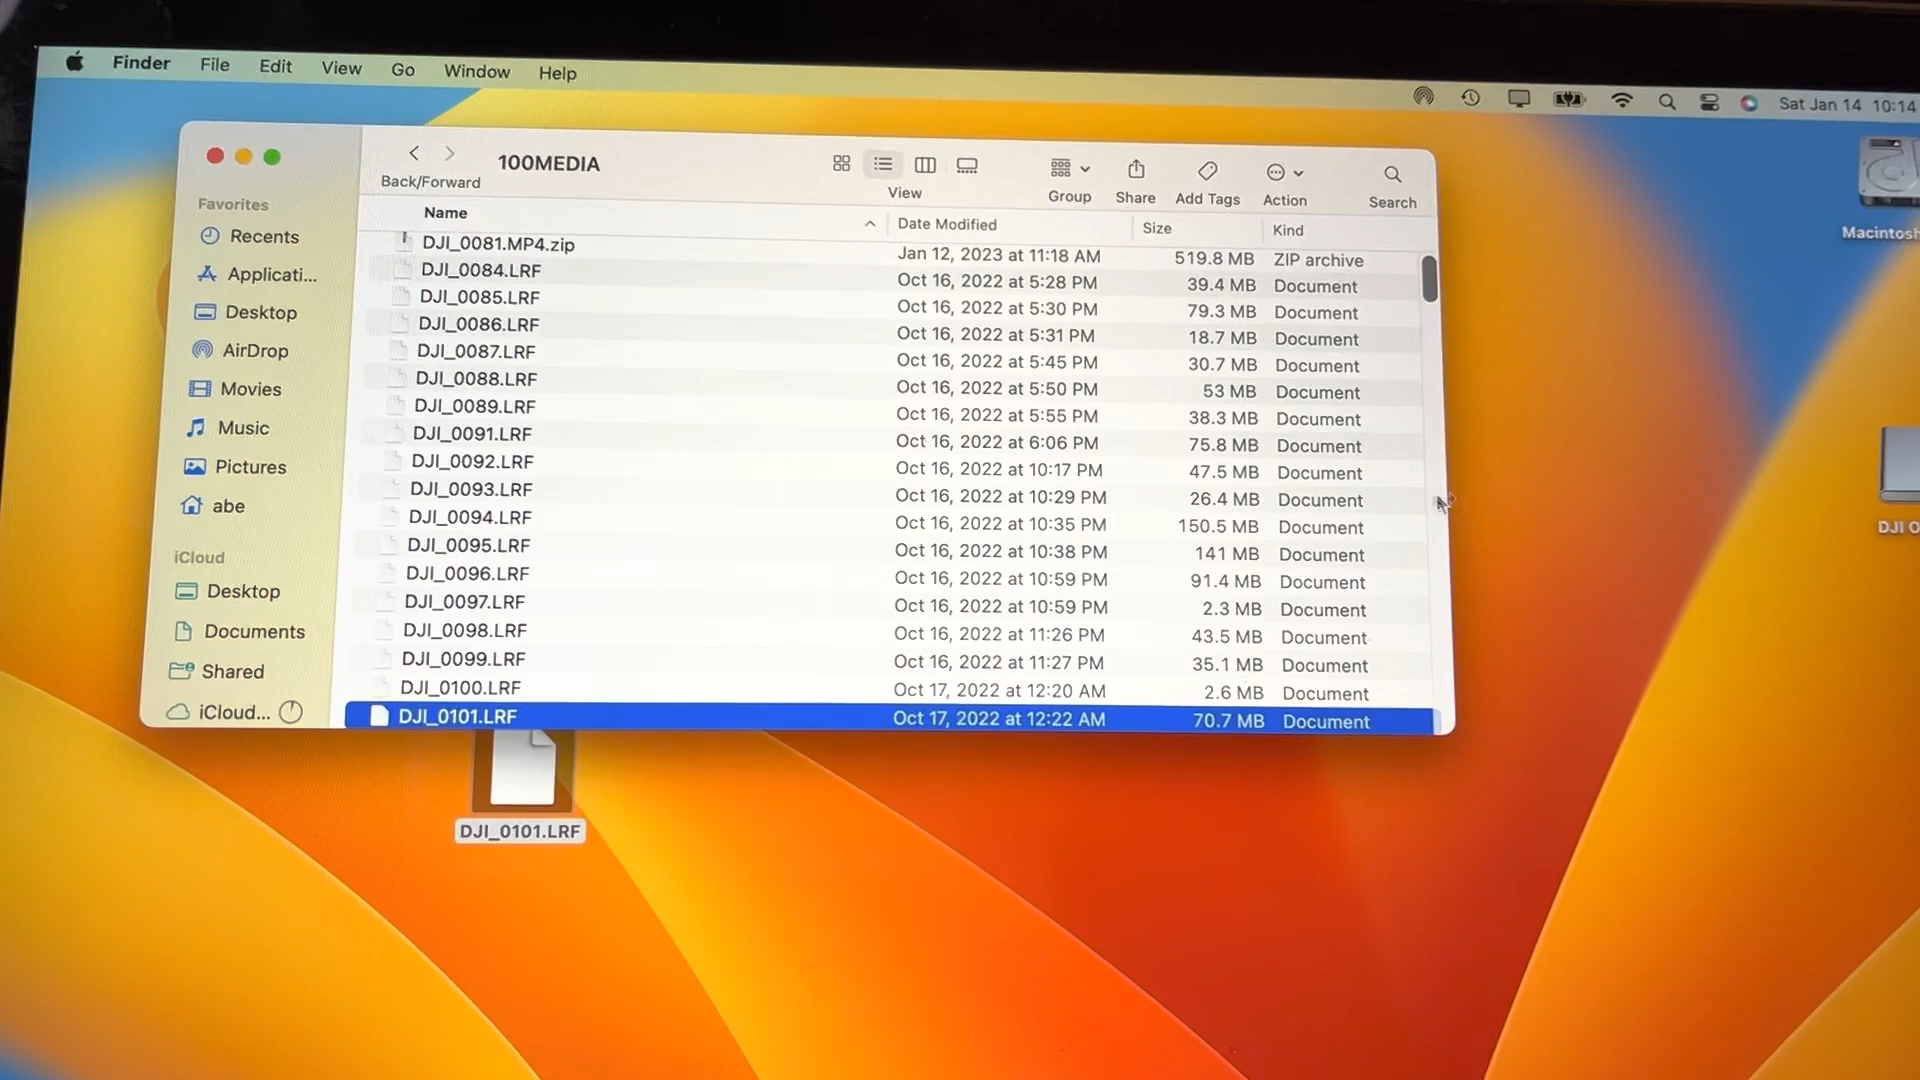 Finder File Edit View Go Window Help
Sat Jan 14 10:14
100MEDIA
Back/Forward
View
Group
Share
Add Tags
Action
Search
Favorites
Recents
Applicati...
Desktop
AirDrop
Movies
Music
Pictures
abe
iCloud
Desktop
Documents
Shared
iCloud...
Name Date Modified Size Kind
DJI_0081.MP4.zip Jan 12, 2023 at 11:18 AM 519.8 MB ZIP archive
DJI_0084.LRF Oct 16, 2022 at 5:28 PM 39.4 MB Document
DJI_0085.LRF Oct 16, 2022 at 5:30 PM 79.3 MB Document
DJI_0086.LRF Oct 16, 2022 at 5:31 PM 18.7 MB Document
DJI_0087.LRF Oct 16, 2022 at 5:45 PM 30.7 MB Document
DJI_0088.LRF Oct 16, 2022 at 5:50 PM 53 MB Document
DJI_0089.LRF Oct 16, 2022 at 5:55 PM 38.3 MB Document
DJI_0091.LRF Oct 16, 2022 at 6:06 PM 75.8 MB Document
DJI_0092.LRF Oct 16, 2022 at 10:17 PM 47.5 MB Document
DJI_0093.LRF Oct 16, 2022 at 10:29 PM 26.4 MB Document
DJI_0094.LRF Oct 16, 2022 at 10:35 PM 150.5 MB Document
DJI_0095.LRF Oct 16, 2022 at 10:38 PM 141 MB Document
DJI_0096.LRF Oct 16, 2022 at 10:59 PM 91.4 MB Document
DJI_0097.LRF Oct 16, 2022 at 10:59 PM 2.3 MB Document
DJI_0098.LRF Oct 16, 2022 at 11:26 PM 43.5 MB Document
DJI_0099.LRF Oct 16, 2022 at 11:27 PM 35.1 MB Document
DJI_0100.LRF Oct 17, 2022 at 12:20 AM 2.6 MB Document
DJI_0101.LRF Oct 17, 2022 at 12:22 AM 70.7 MB Document
Macintosh
DJI O
DJI_0101.LRF